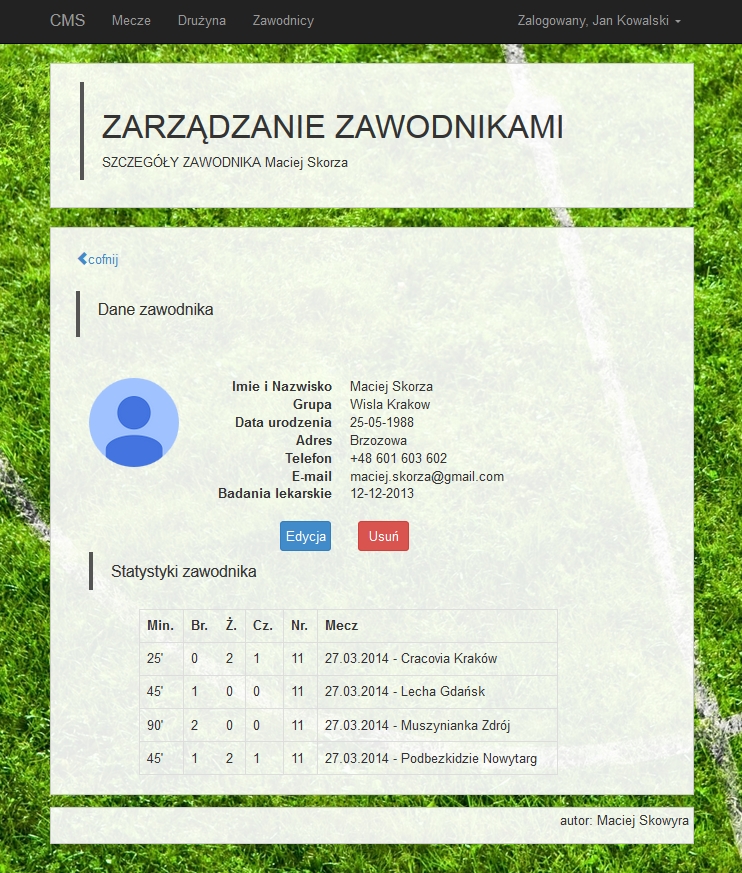 CMS Mecze Drużyna Zawodnicy Zalogowany, Jan Kowalski
ZARZĄDZANIE ZAWODNIKAMI
SZCZEGÓŁY ZAWODNIKA Maciej Skorza
cofnij
Dane zawodnika
Imie i Nazwisko Maciej Skorza
Grupa Wisla Krakow
Data urodzenia 25-05-1988
Adres Brzozowa
Telefon +48 601 603 602
E-mail maciej.skorza@gmail.com
Badania lekarskie 12-12-2013
Edycja Usuń
Statystyki zawodnika
Min. Br. Ż. Cz. Nr. Mecz
25' 0 2 1 11 27.03.2014 - Cracovia Kraków
45' 1 0 0 11 27.03.2014 - Lecha Gdańsk
90' 2 0 0 11 27.03.2014 - Muszynianka Zdrój
45' 1 2 1 11 27.03.2014 - Podbezkidzie Nowytarg
autor: Maciej Skowyra